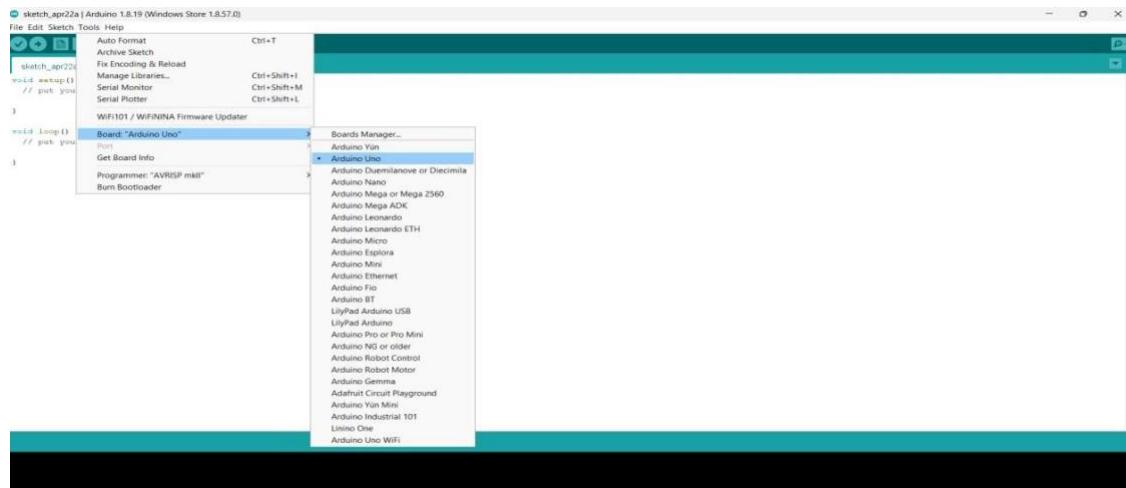 sketch_apr22a | Arduino 1.8.19 (Windows Store 1.8.57.0)
File Edit Sketch Tools Help
Auto Format Ctrl+T
Archive Sketch
Fix Encoding & Reload
Manage Libraries... Ctrl+Shift+I
Serial Monitor Ctrl+Shift+M
Serial Plotter Ctrl+Shift+L
WiFi101 / WiFiNINA Firmware Updater
Board: "Arduino Uno"
Port
Get Board Info
Programmer: "AVRISP mkII"
Burn Bootloader
sketch_apr22a
void setup()
// put you
}
void loop()
// put you
}
Boards Manager...
Arduino Yún
Arduino Uno
Arduino Duemilanove or Diecimila
Arduino Nano
Arduino Mega or Mega 2560
Arduino Mega ADK
Arduino Leonardo
Arduino Leonardo ETH
Arduino Micro
Arduino Esplora
Arduino Mini
Arduino Ethernet
Arduino Fio
Arduino BT
LilyPad Arduino USB
LilyPad Arduino
Arduino Pro or Pro Mini
Arduino NG or older
Arduino Robot Control
Arduino Robot Motor
Arduino Gemma
Adafruit Circuit Playground
Arduino Yún Mini
Arduino Industrial 101
Linino One
Arduino Uno WiFi